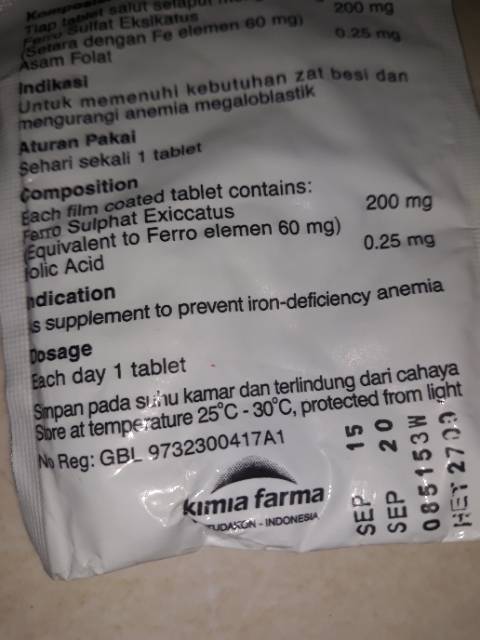 Komposisi
Tiap tablet salut selaput
Ferro Sulfat Eksikatus 200 mg
(Setara dengan Fe elemen 60 mg)
Asam Folat 0.25 mg
Indikasi
Untuk memenuhi kebutuhan zat besi dan
mengurangi anemia megaloblastik
Aturan Pakai
Sehari sekali 1 tablet
Composition
Each film coated tablet contains:
Ferro Sulphat Exiccatus 200 mg
(Equivalent to Ferro elemen 60 mg)
Folic Acid 0.25 mg
Indication
As supplement to prevent iron-deficiency anemia
Dosage
Each day 1 tablet
Simpan pada suhu kamar dan terlindung dari cahaya
Store at temperature 25°C - 30°C, protected from light
No Reg: GBL 9732300417A1
kimia farma
- INDONESIA
SEP 15
SEP 20
085153W
HET